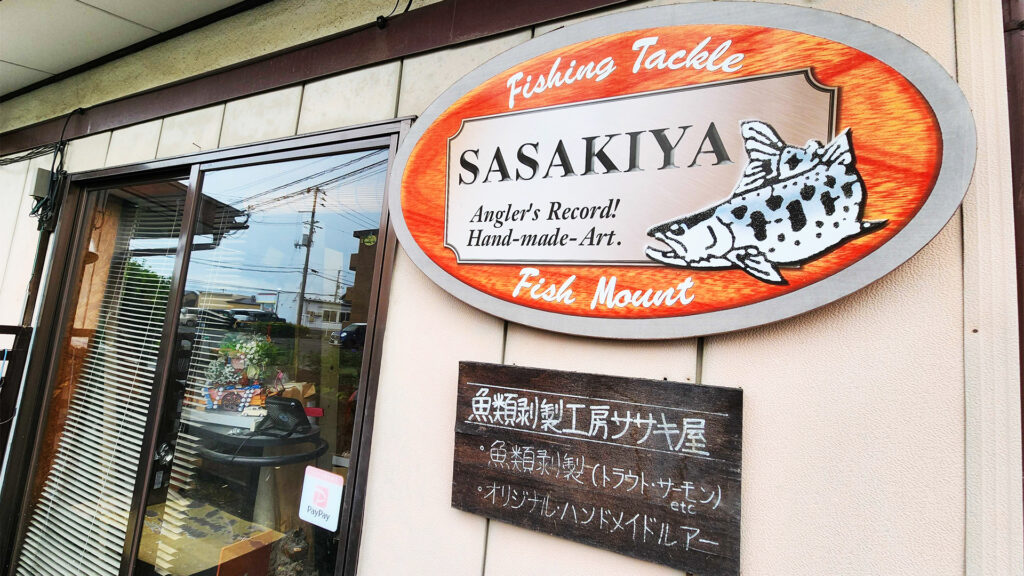 Fishing Tackle
SASAKIYA
Angler's Record!
Hand-made-Art.
Fish Mount
魚類剥製工房ササキ屋
・魚類剥製(トラウト・サーモン)
etc
・オリジナル・ハンドメイドルアー
PayPay